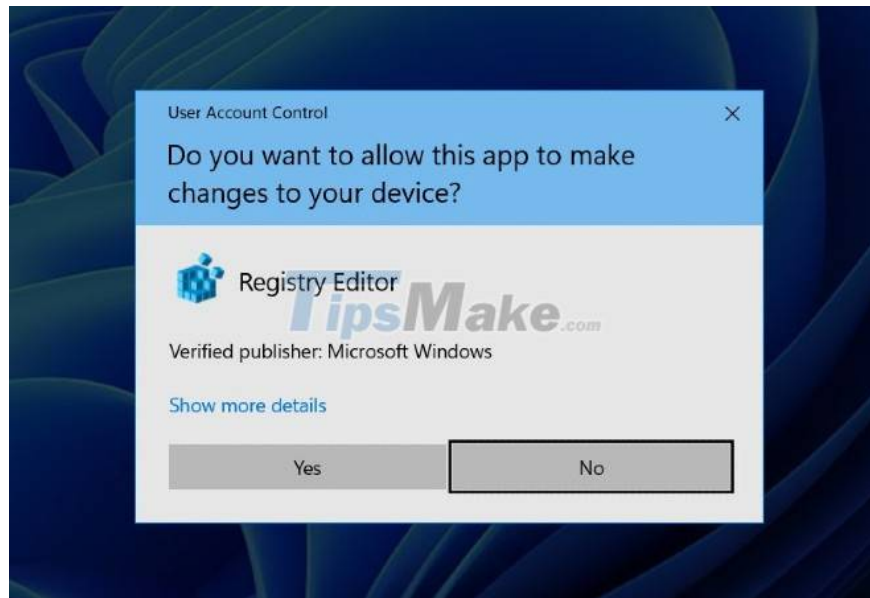 User Account Control
Do you want to allow this app to make
changes to your device?
Registry Editor
TipsMake.com
Verified publisher: Microsoft Windows
Show more details
Yes
No